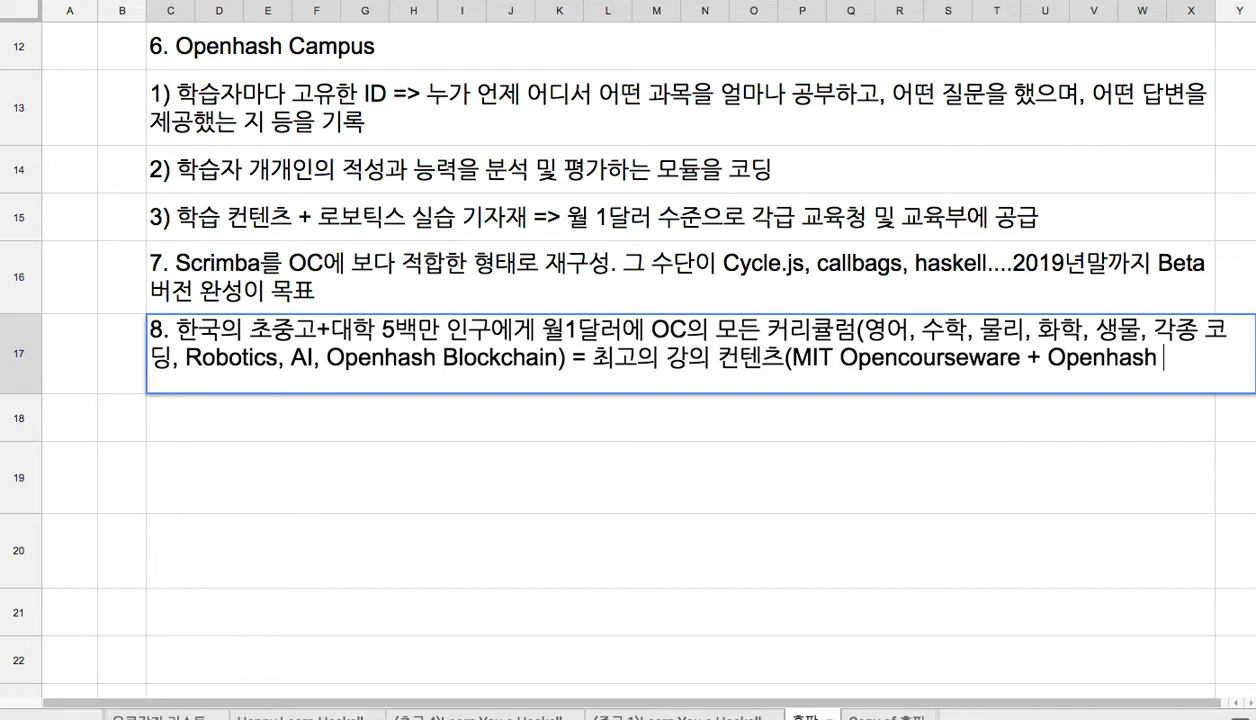 A B C D E F G H I J K L M N O P Q R S T U V W X Y
12 6. Openhash Campus
13 1) 학습자마다 고유한 ID => 누가 언제 어디서 어떤 과목을 얼마나 공부하고, 어떤 질문을 했으며, 어떤 답변을
제공했는 지 등을 기록
14 2) 학습자 개개인의 적성과 능력을 분석 및 평가하는 모듈을 코딩
15 3) 학습 컨텐츠 + 로보틱스 실습 기자재 => 월 1달러 수준으로 각급 교육청 및 교육부에 공급
16 7. Scrimba를 OC에 보다 적합한 형태로 재구성. 그 수단이 Cycle.js, callbags, haskell....2019년말까지 Beta
버전 완성이 목표
17 8. 한국의 초중고+대학 5백만 인구에게 월1달러에 OC의 모든 커리큘럼(영어, 수학, 물리, 화학, 생물, 각종 코
딩, Robotics, AI, Openhash Blockchain) = 최고의 강의 컨텐츠(MIT Opencourseware + Openhash
18
19
20
21
22